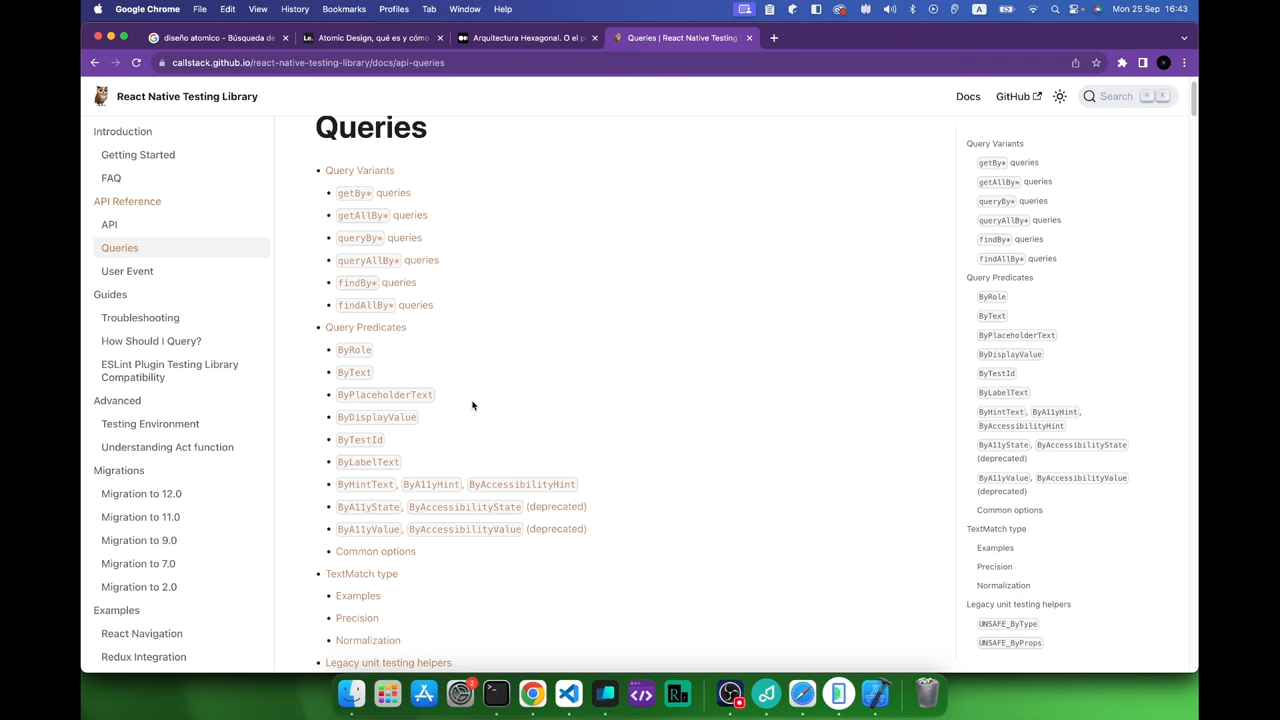 Google Chrome File Edit View History Bookmarks Profiles Tab Window Help A Mon 25 Sep 16:43
diseño atomico - Búsqueda de Atomic Design, qué es y cómo Arquitectura Hexagonal. O el p Queries | React Native Testing
callstack.github.io/react-native-testing-library/docs/api-queries
React Native Testing Library Docs GitHub Search ⌘ K
Introduction
Getting Started
FAQ
API Reference
API
Queries
User Event
Guides
Troubleshooting
How Should I Query?
ESLint Plugin Testing Library
Compatibility
Advanced
Testing Environment
Understanding Act function
Migrations
Migration to 12.0
Migration to 11.0
Migration to 9.0
Migration to 7.0
Migration to 2.0
Examples
React Navigation
Redux Integration
Queries
Query Variants
getBy* queries
getAllBy* queries
queryBy* queries
queryAllBy* queries
findBy* queries
findAllBy* queries
Query Predicates
ByRole
ByText
ByPlaceholderText
ByDisplayValue
ByTestId
ByLabelText
ByHintText, ByA11yHint, ByAccessibilityHint
ByA11yState, ByAccessibilityState (deprecated)
ByA11yValue, ByAccessibilityValue (deprecated)
Common options
TextMatch type
Examples
Precision
Normalization
Legacy unit testing helpers
Query Variants
getBy* queries
getAllBy* queries
queryBy* queries
queryAllBy* queries
findBy* queries
findAllBy* queries
Query Predicates
ByRole
ByText
ByPlaceholderText
ByDisplayValue
ByTestId
ByLabelText
ByHintText, ByA11yHint,
ByAccessibilityHint
ByA11yState, ByAccessibilityState
(deprecated)
ByA11yValue, ByAccessibilityValue
(deprecated)
Common options
TextMatch type
Examples
Precision
Normalization
Legacy unit testing helpers
UNSAFE_ByType
UNSAFE_ByProps
2